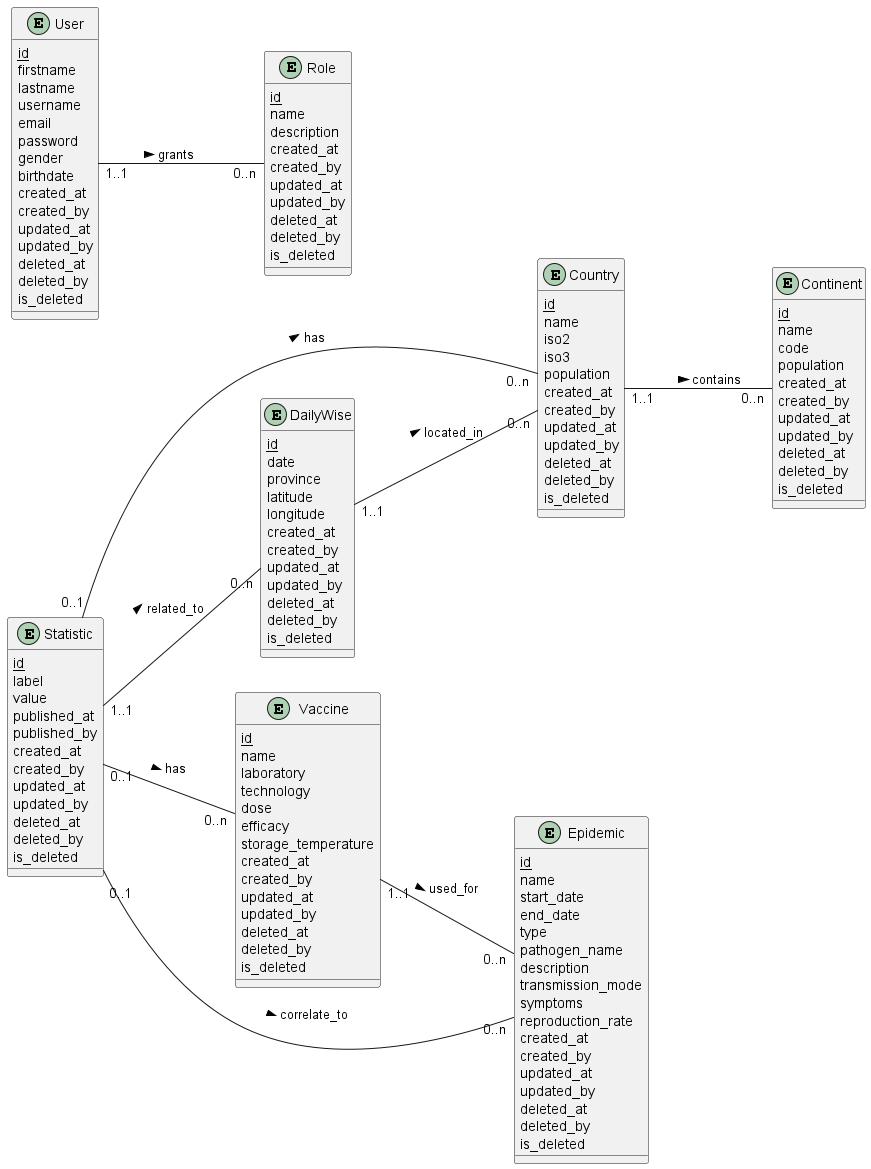 E User
id
firstname
lastname
username
email
password
gender
birthdate
created_at
created_by
updated_at
updated_by
deleted_at
deleted_by
is_deleted
grants
1..1
0..n
E Role
id
name
description
created_at
created_by
updated_at
updated_by
deleted_at
deleted_by
is_deleted
E Country
id
name
iso2
iso3
population
created_at
created_by
updated_at
updated_by
deleted_at
deleted_by
is_deleted
contains
1..1
0..n
E Continent
id
name
code
population
created_at
created_by
updated_at
updated_by
deleted_at
deleted_by
is_deleted
has
0..n
0..1
E DailyWise
id
date
province
latitude
longitude
created_at
created_by
updated_at
updated_by
deleted_at
deleted_by
is_deleted
located_in
0..n
1..1
related_to
0..n
1..1
E Statistic
id
label
value
published_at
published_by
created_at
created_by
updated_at
updated_by
deleted_at
deleted_by
is_deleted
has
0..1
0..n
E Vaccine
id
name
laboratory
technology
dose
efficacy
storage_temperature
created_at
created_by
updated_at
updated_by
deleted_at
deleted_by
is_deleted
used_for
1..1
0..n
0..1
correlate_to
0..n
E Epidemic
id
name
start_date
end_date
type
pathogen_name
description
transmission_mode
symptoms
reproduction_rate
created_at
created_by
updated_at
updated_by
deleted_at
deleted_by
is_deleted